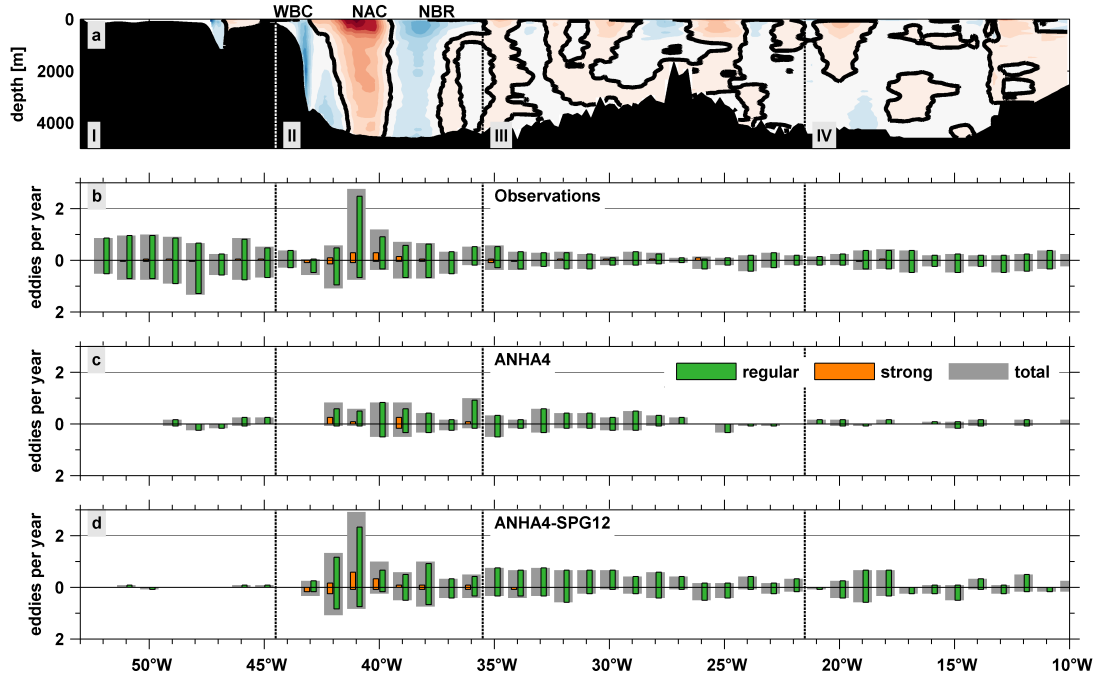 WBC NAC NBR
0
a
depth [m]
2000
4000
I II III IV
b Observations
eddies per year
2
0
2
c ANHA4
eddies per year
2
regular strong total
0
2
d ANHA4-SPG12
eddies per year
2
0
2
50°W 45°W 40°W 35°W 30°W 25°W 20°W 15°W 10°W